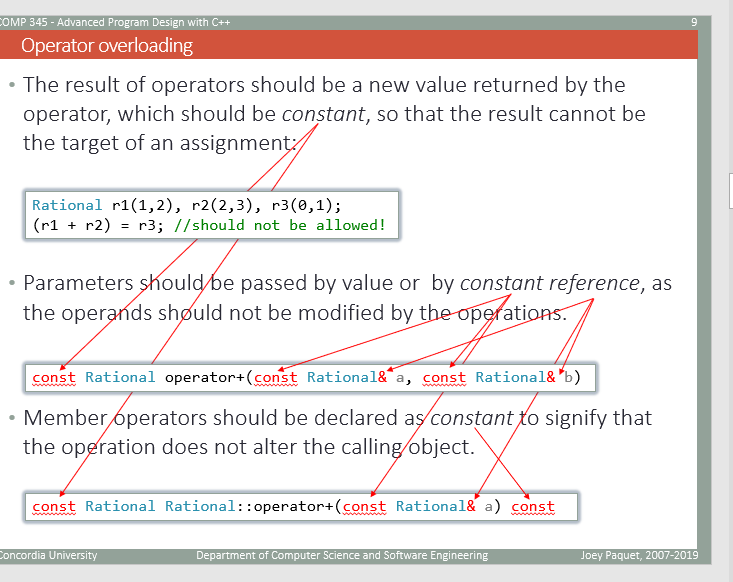 COMP 345 - Advanced Program Design with C++ 9
Operator overloading
• The result of operators should be a new value returned by the
operator, which should be constant, so that the result cannot be
the target of an assignment:
Rational r1(1,2), r2(2,3), r3(0,1);
(r1 + r2) = r3; //should not be allowed!
• Parameters should be passed by value or  by constant reference, as
the operands should not be modified by the operations.
const Rational operator+(const Rational& a, const Rational& b)
• Member operators should be declared as constant to signify that
the operation does not alter the calling object.
const Rational Rational::operator+(const Rational& a) const
Concordia University Department of Computer Science and Software Engineering Joey Paquet, 2007-2019